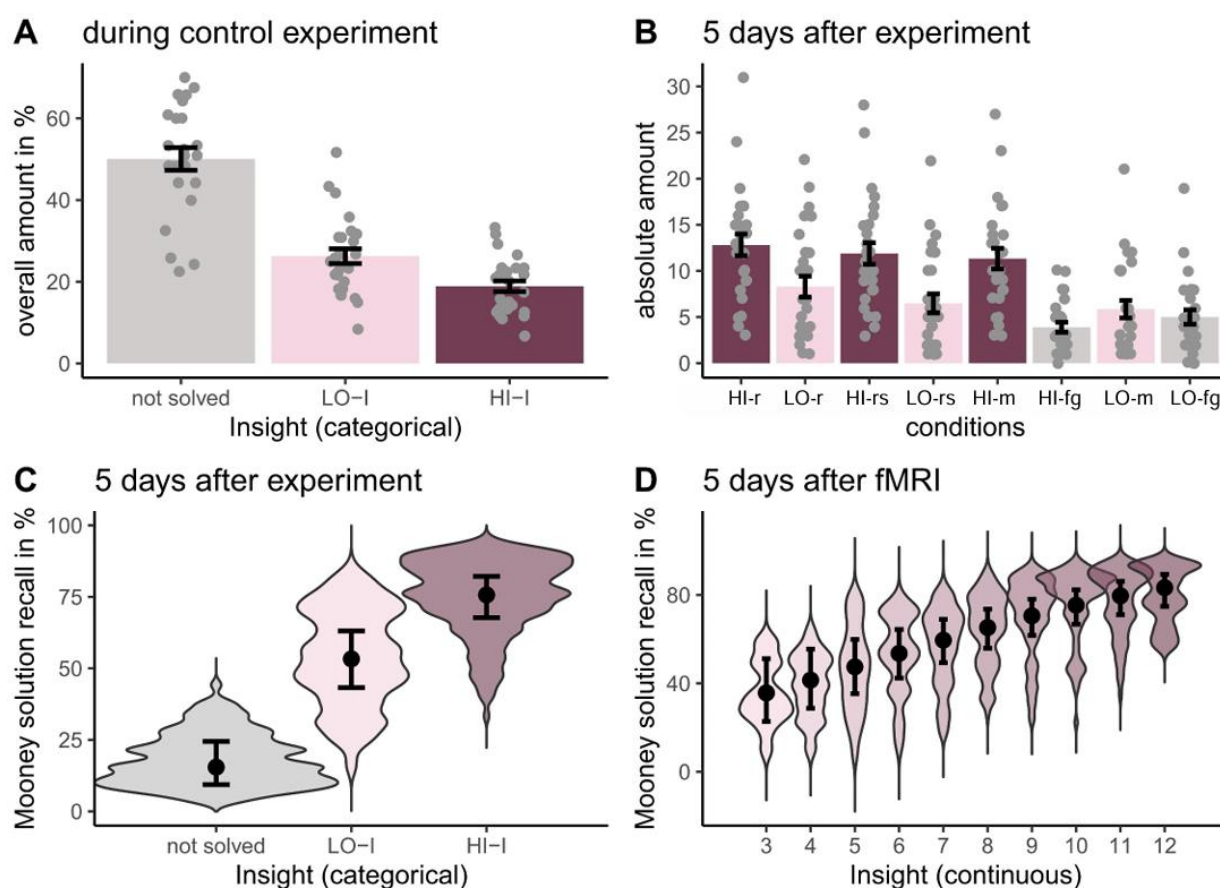 A during control experiment
overall amount in %
60
40
20
0
not solved LO-I HI-I
Insight (categorical)
B 5 days after experiment
absolute amount
30
25
20
15
10
5
0
HI-r LO-r HI-rs LO-rs HI-m HI-fg LO-m LO-fg
conditions
C 5 days after experiment
Mooney solution recall in %
100
75
50
25
0
not solved LO-I HI-I
Insight (categorical)
D 5 days after fMRI
Mooney solution recall in %
80
40
0
3 4 5 6 7 8 9 10 11 12
Insight (continuous)